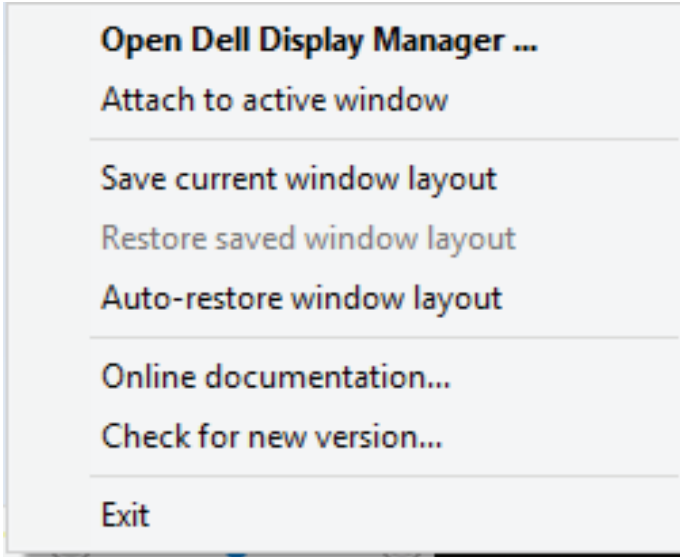 Open Dell Display Manager ...
Attach to active window
Save current window layout
Restore saved window layout
Auto-restore window layout
Online documentation...
Check for new version...
Exit